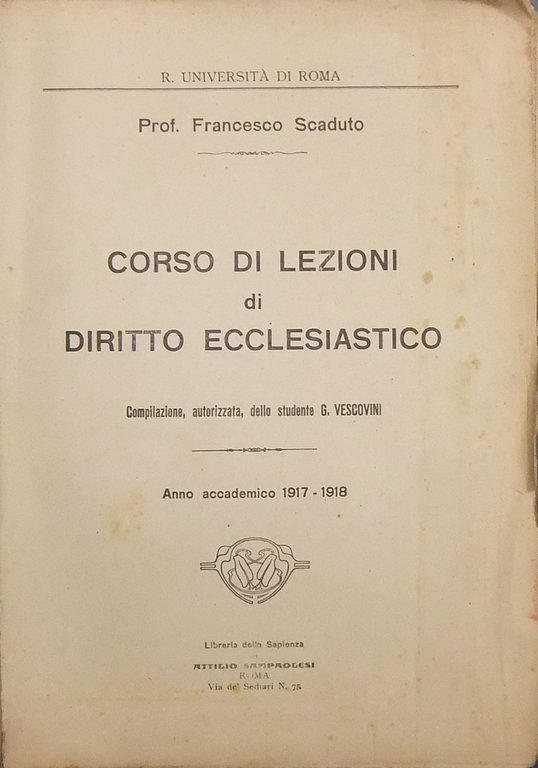 R. UNIVERSITÀ DI ROMA
Prof. Francesco Scaduto
CORSO DI LEZIONI
di
DIRITTO ECCLESIASTICO
Compilazione, autorizzata, dello studente G. VESCOVINI
Anno accademico 1917 - 1918
Libreria della Sapienza
ATTILIO SAMPAOLESI
ROMA
Via de' Sediari N. 75